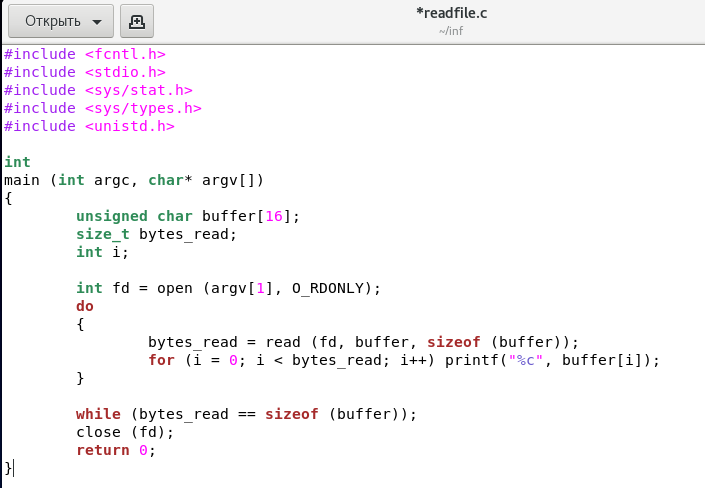 Открыть
*readfile.c
~/inf
#include <fcntl.h>
#include <stdio.h>
#include <sys/stat.h>
#include <sys/types.h>
#include <unistd.h>

int
main (int argc, char* argv[])
{
        unsigned char buffer[16];
        size_t bytes_read;
        int i;

        int fd = open (argv[1], O_RDONLY);
        do
        {
                bytes_read = read (fd, buffer, sizeof (buffer));
                for (i = 0; i < bytes_read; i++) printf("%c", buffer[i]);
        }

        while (bytes_read == sizeof (buffer));
        close (fd);
        return 0;
}